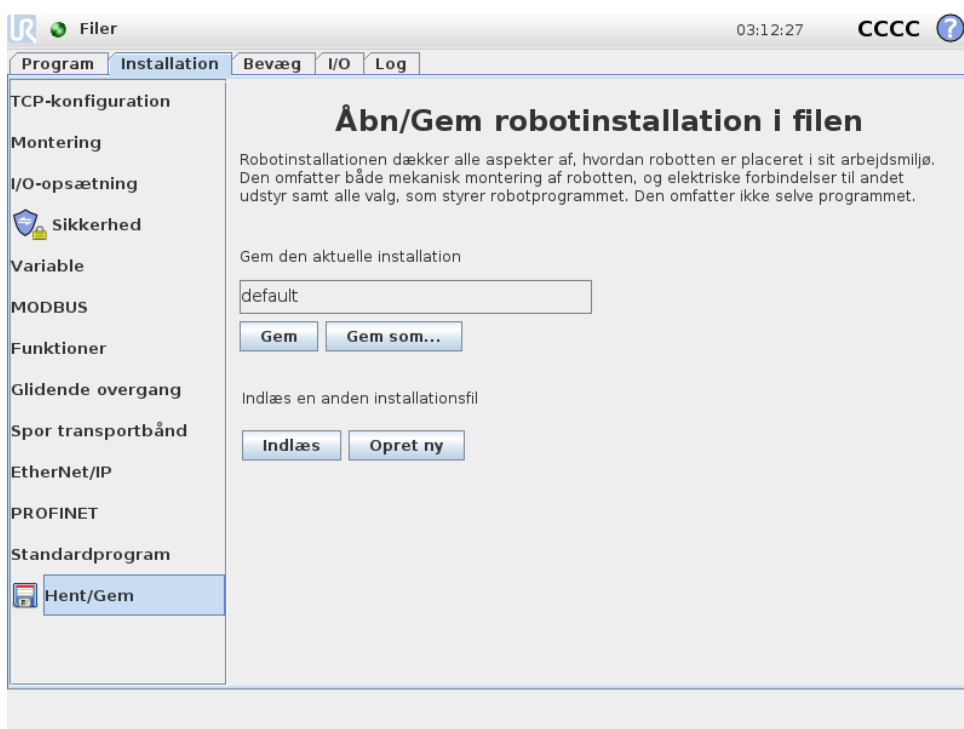 UR Filer 03:12:27 CCCC ?
Program Installation Bevæg I/O Log
TCP-konfiguration
Montering
I/O-opsætning
Sikkerhed
Variable
MODBUS
Funktioner
Glidende overgang
Spor transportbånd
EtherNet/IP
PROFINET
Standardprogram
Hent/Gem
Åbn/Gem robotinstallation i filen
Robotinstallationen dækker alle aspekter af, hvordan robotten er placeret i sit arbejdsmiljø.
Den omfatter både mekanisk montering af robotten, og elektriske forbindelser til andet
udstyr samt alle valg, som styrer robotprogrammet. Den omfatter ikke selve programmet.
Gem den aktuelle installation
default
Gem Gem som...
Indlæs en anden installationsfil
Indlæs Opret ny